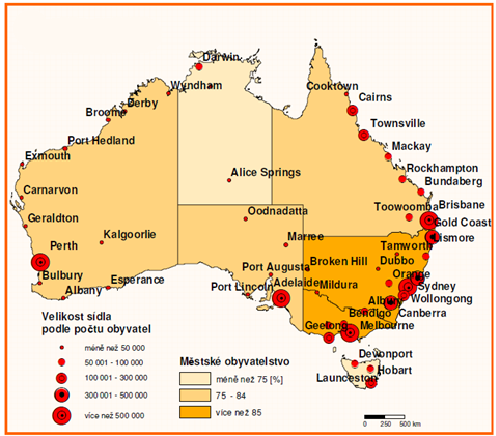 Darwin
Wyndham
Cooktown
Derby
Cairns
Broome
Townsville
Port Hedland
Mackay
Exmouth
Rockhampton
Alice Springs
Bundaberg
Carnarvon
Toowoomba
Brisbane
Oodnadatta
Geraldton
Gold Coast
Kalgoorlie
Marree
Lismore
Perth
Tamworth
Broken Hill
Dubbo
Port Augusta
Bulbury
Esperance
Adelaide
Orange
Sydney
Albany
Port Lincoln
Mildura
Albury
Wollongong
Bendigo
Canberra
Geelong
Melbourne
Devonport
Hobart
Launceston
Velikost sídla
podle počtu obyvatel
méně než 50 000
50 001 - 100 000
100 001 - 300 000
300 001 - 500 000
více než 500 000
Městské obyvatelstvo
méně než 75 [%]
75 - 84
více než 85
0 250 500 km